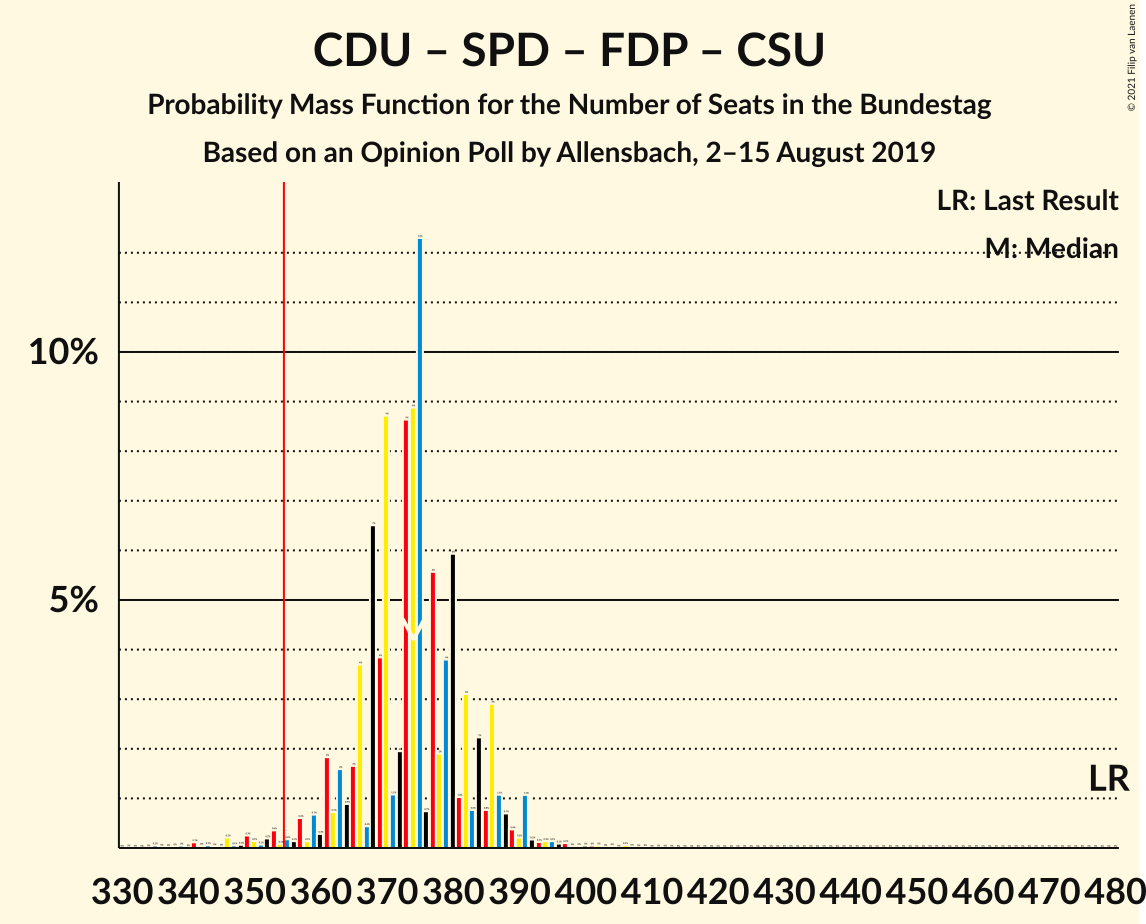 CDU – SPD – FDP – CSU
Probability Mass Function for the Number of Seats in the Bundestag
Based on an Opinion Poll by Allensbach, 2–15 August 2019
© 2021 Filip van Laenen
LR: Last Result
M: Median
10%
5%
LR
330 340 350 360 370 380 390 400 410 420 430 440 450 460 470 480